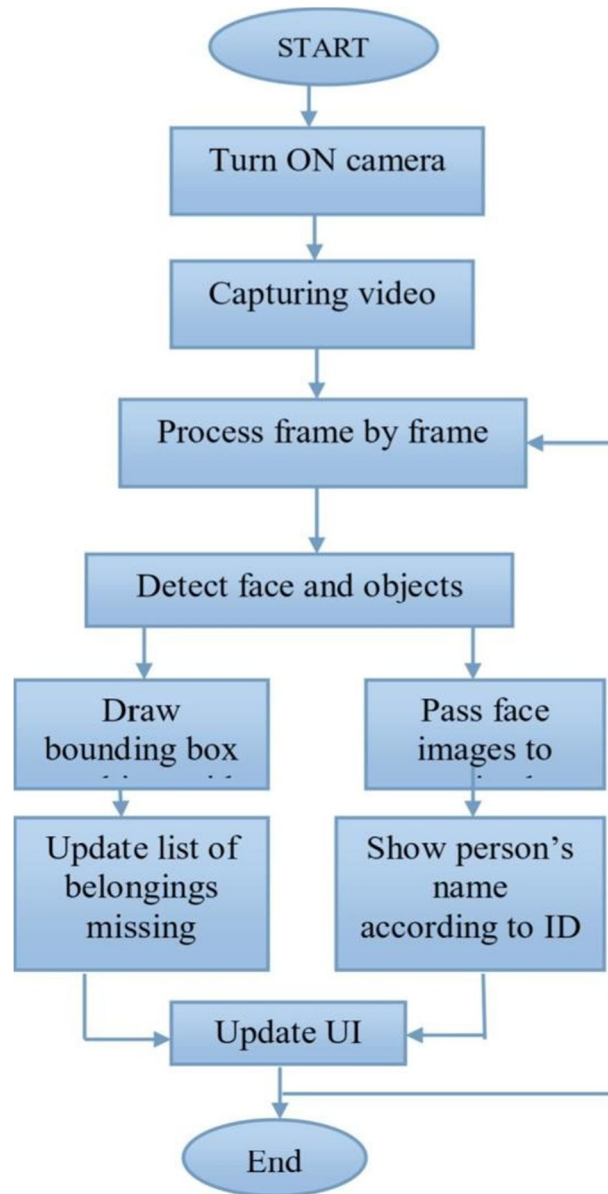 START
Turn ON camera
Capturing video
Process frame by frame
Detect face and objects
Draw
bounding box
Pass face
images to
Update list of
belongings
missing
Show person’s
name
according to ID
Update UI
End